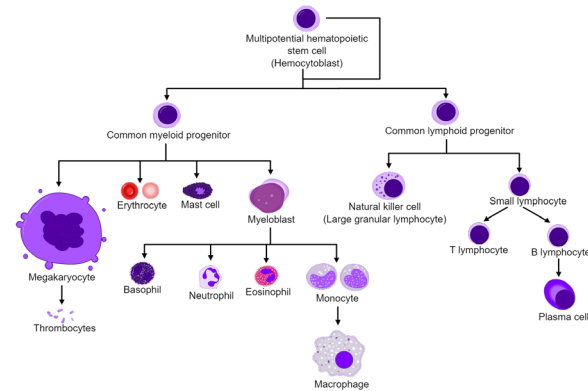 Multipotential hematopoietic
stem cell
(Hemocytoblast)
Common myeloid progenitor
Common lymphoid progenitor
Erythrocyte
Mast cell
Myeloblast
Natural killer cell
(Large granular lymphocyte)
Small lymphocyte
T lymphocyte
B lymphocyte
Megakaryocyte
Basophil
Neutrophil
Eosinophil
Monocyte
Plasma cell
Thrombocytes
Macrophage